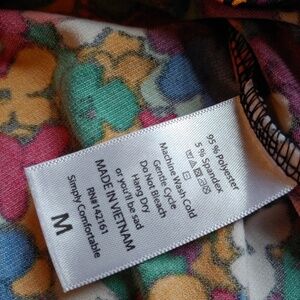 95 % Polyester
5 % Spandex
Machine Wash Cold
Gentle Cycle
Do Not Bleach
Hang Dry
or you'll be sad
MADE IN VIETNAM
RN# 142161
Simply Comfortable
M